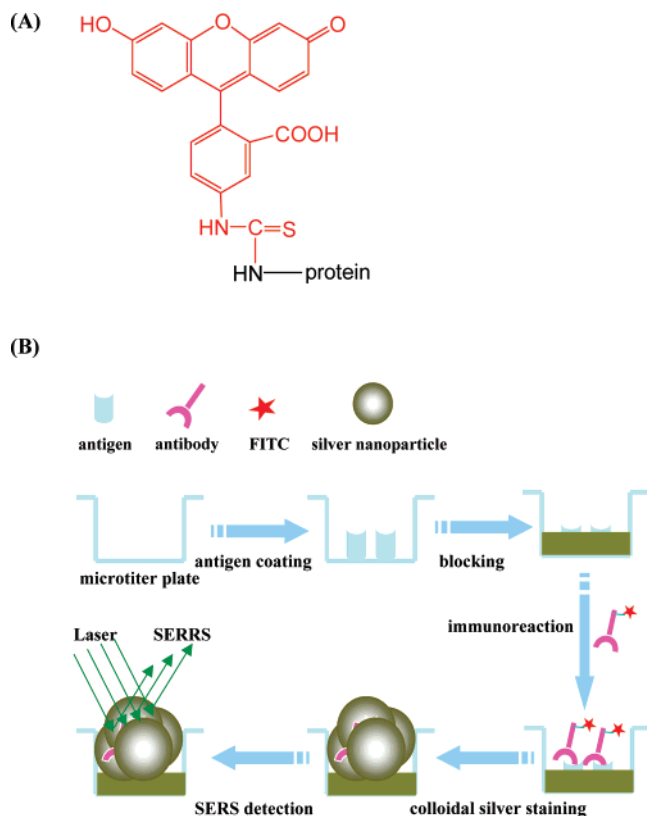 (A)
HO
O
O
COOH
HN—C=S
HN—protein
(B)
antigen
antibody
FITC
silver nanoparticle
microtiter plate
antigen coating
blocking
immunoreaction
Laser
SERRS
SERS detection
colloidal silver staining